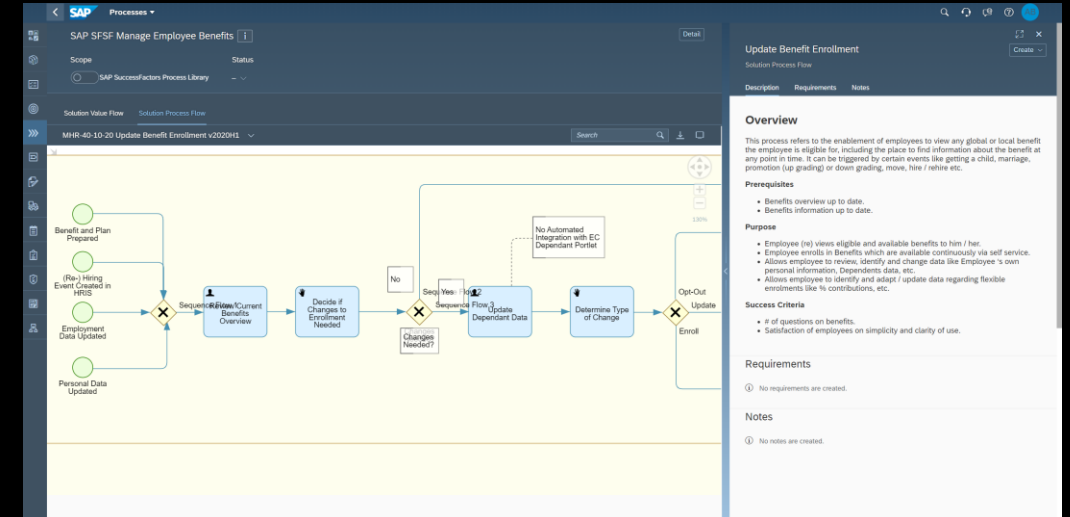 SAP Processes
SAP SFSF Manage Employee Benefits
Detail
Scope Status
SAP SuccessFactors Process Library –
Solution Value Flow Solution Process Flow
MHR-40-10-20 Update Benefit Enrollment v2020H1
Search
130%
Benefit and Plan
Prepared
(Re-) Hiring
Event Created in
HRIS
Employment
Data Updated
Personal Data
Updated
Sequence Flow 1
Review Current
Benefits
Overview
Decide if
Changes to
Enrollment
Needed
No
Yes
Sequence Flow 2
Sequence Flow 3
Changes
Needed?
No Automated
Integration with EC
Dependant Portlet
Update
Dependant Data
Determine Type
of Change
Opt-Out
Update
Enroll
Update Benefit Enrollment
Create
Solution Process Flow
Description Requirements Notes
Overview
This process refers to the enablement of employees to view any global or local benefit
the employee is eligible for, including the place to find information about the benefit at
any point in time. It can be triggered by certain events like getting a child, marriage,
promotion (up grading) or down grading, move, hire / rehire etc.
Prerequisites
• Benefits overview up to date.
• Benefits information up to date.
Purpose
• Employee (re) views eligible and available benefits to him / her.
• Employee enrolls in Benefits which are available continuously via self service.
• Allows employee to review, identify and change data like Employee 's own
personal information, Dependents data, etc.
• Allows employee to identify and adapt / update data regarding flexible
enrolments like % contributions, etc.
Success Criteria
• # of questions on benefits.
• Satisfaction of employees on simplicity and clarity of use.
Requirements
No requirements are created.
Notes
No notes are created.